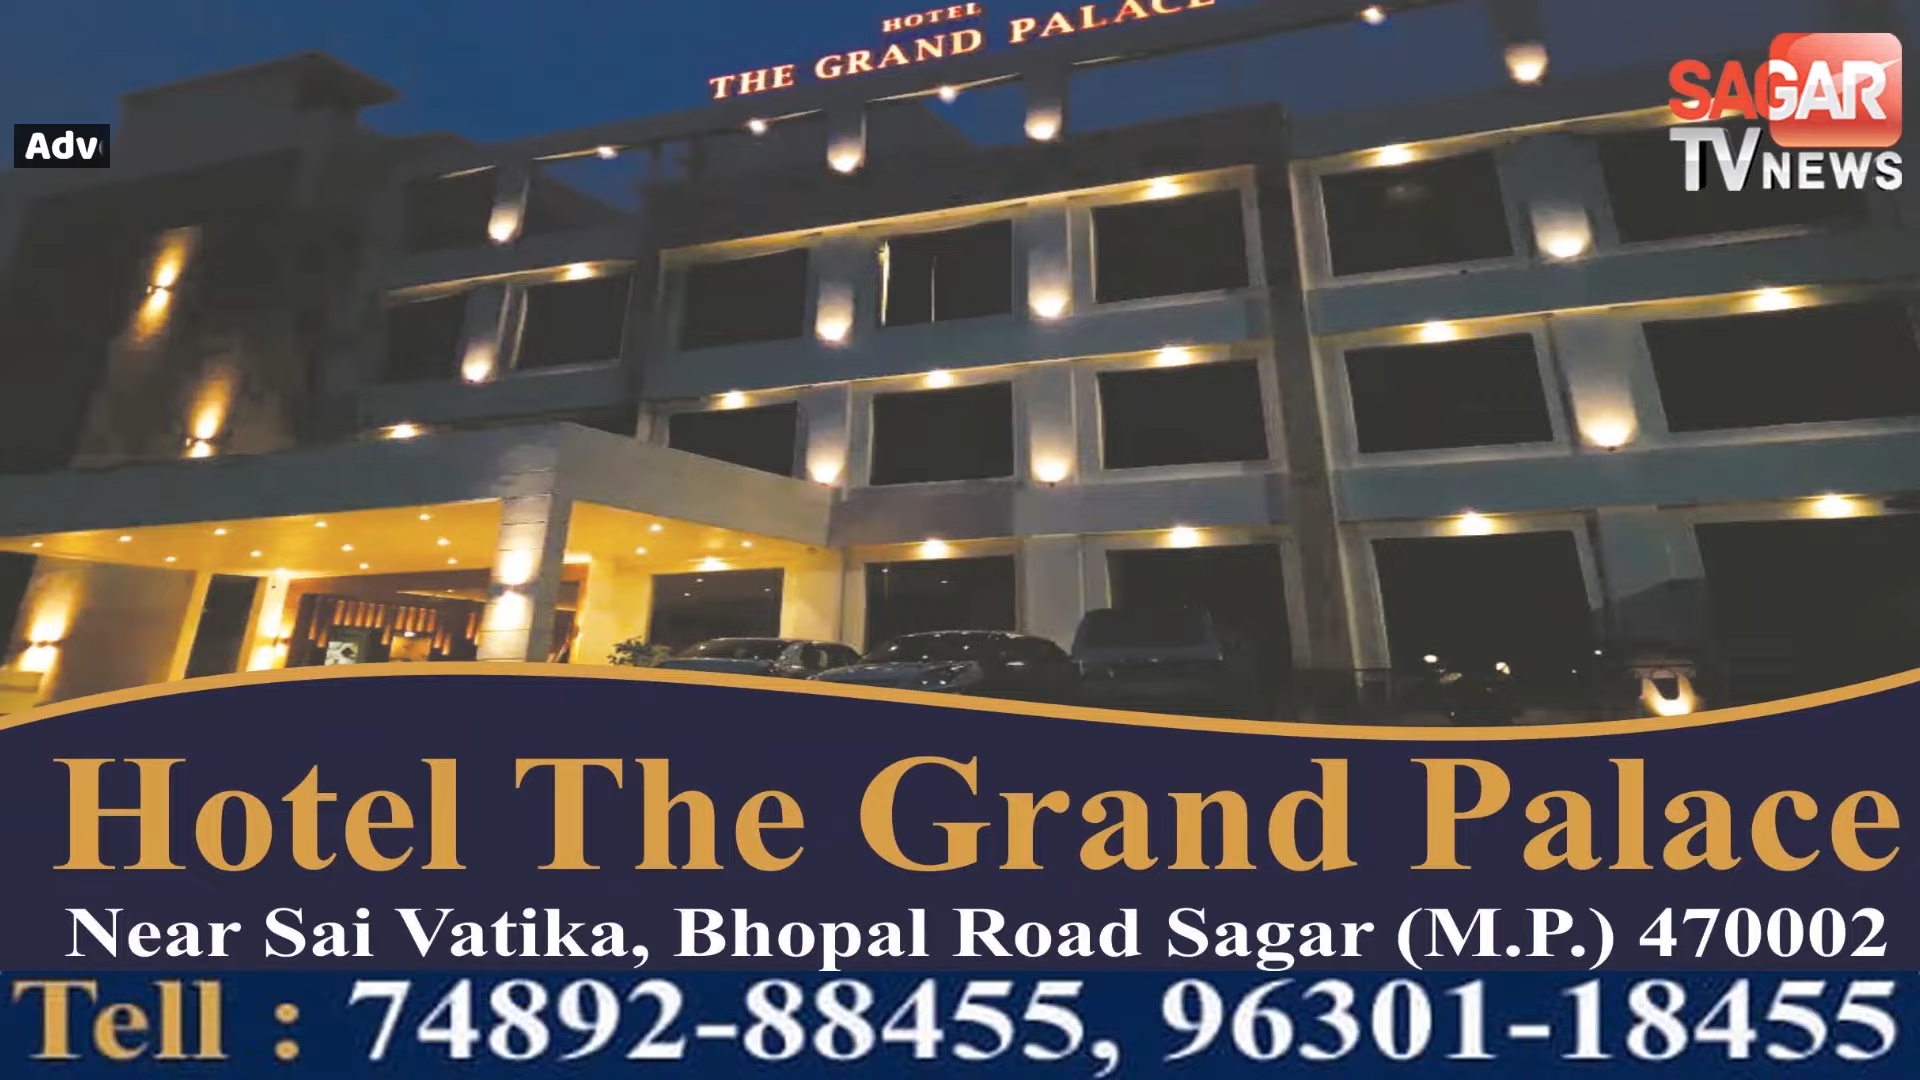 HOTEL
THE GRAND PALACE
SAGAR
TV NEWS
Adv
Hotel The Grand Palace
Near Sai Vatika, Bhopal Road Sagar (M.P.) 470002
Tell : 74892-88455, 96301-18455